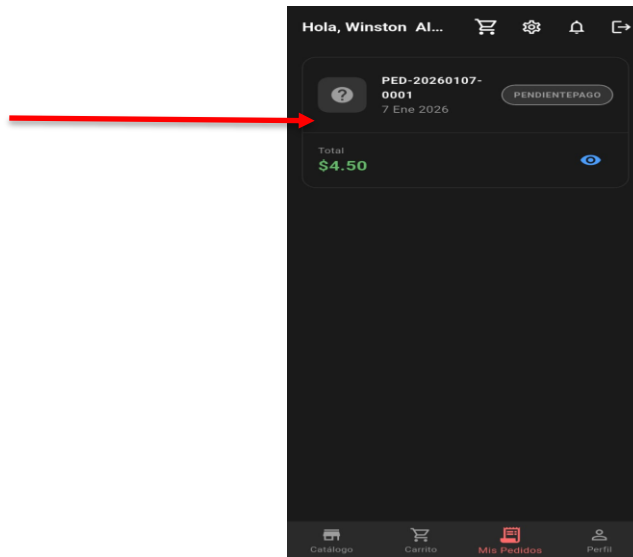 Hola, Winston Al...
PED-20260107-
0001
7 Ene 2026
PENDIENTEPAGO
Total
$4.50
Catálogo
Carrito
Mis Pedidos
Perfil